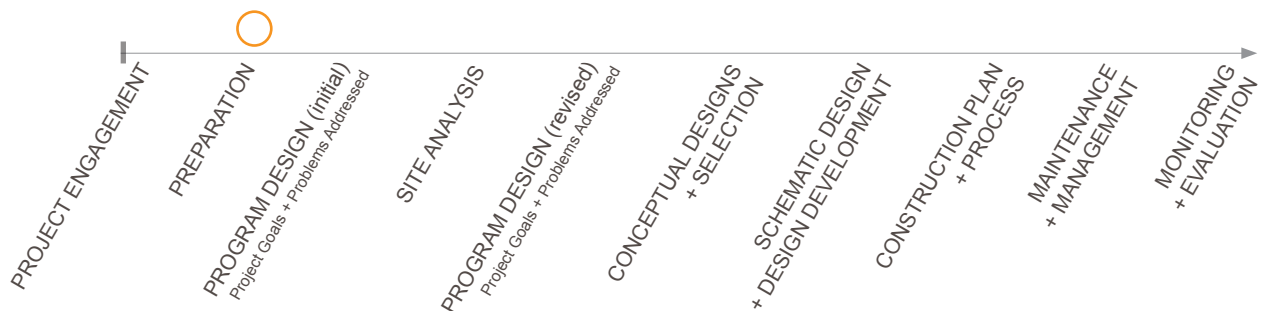 PROJECT ENGAGEMENT
PREPARATION
PROGRAM DESIGN (initial)
Project Goals + Problems Addressed
SITE ANALYSIS
PROGRAM DESIGN (revised)
Project Goals + Problems Addressed
CONCEPTUAL DESIGNS
+ SELECTION
SCHEMATIC DESIGN
+ DESIGN DEVELOPMENT
CONSTRUCTION PLAN
+ PROCESS
MAINTENANCE
+ MANAGEMENT
MONITORING
+ EVALUATION